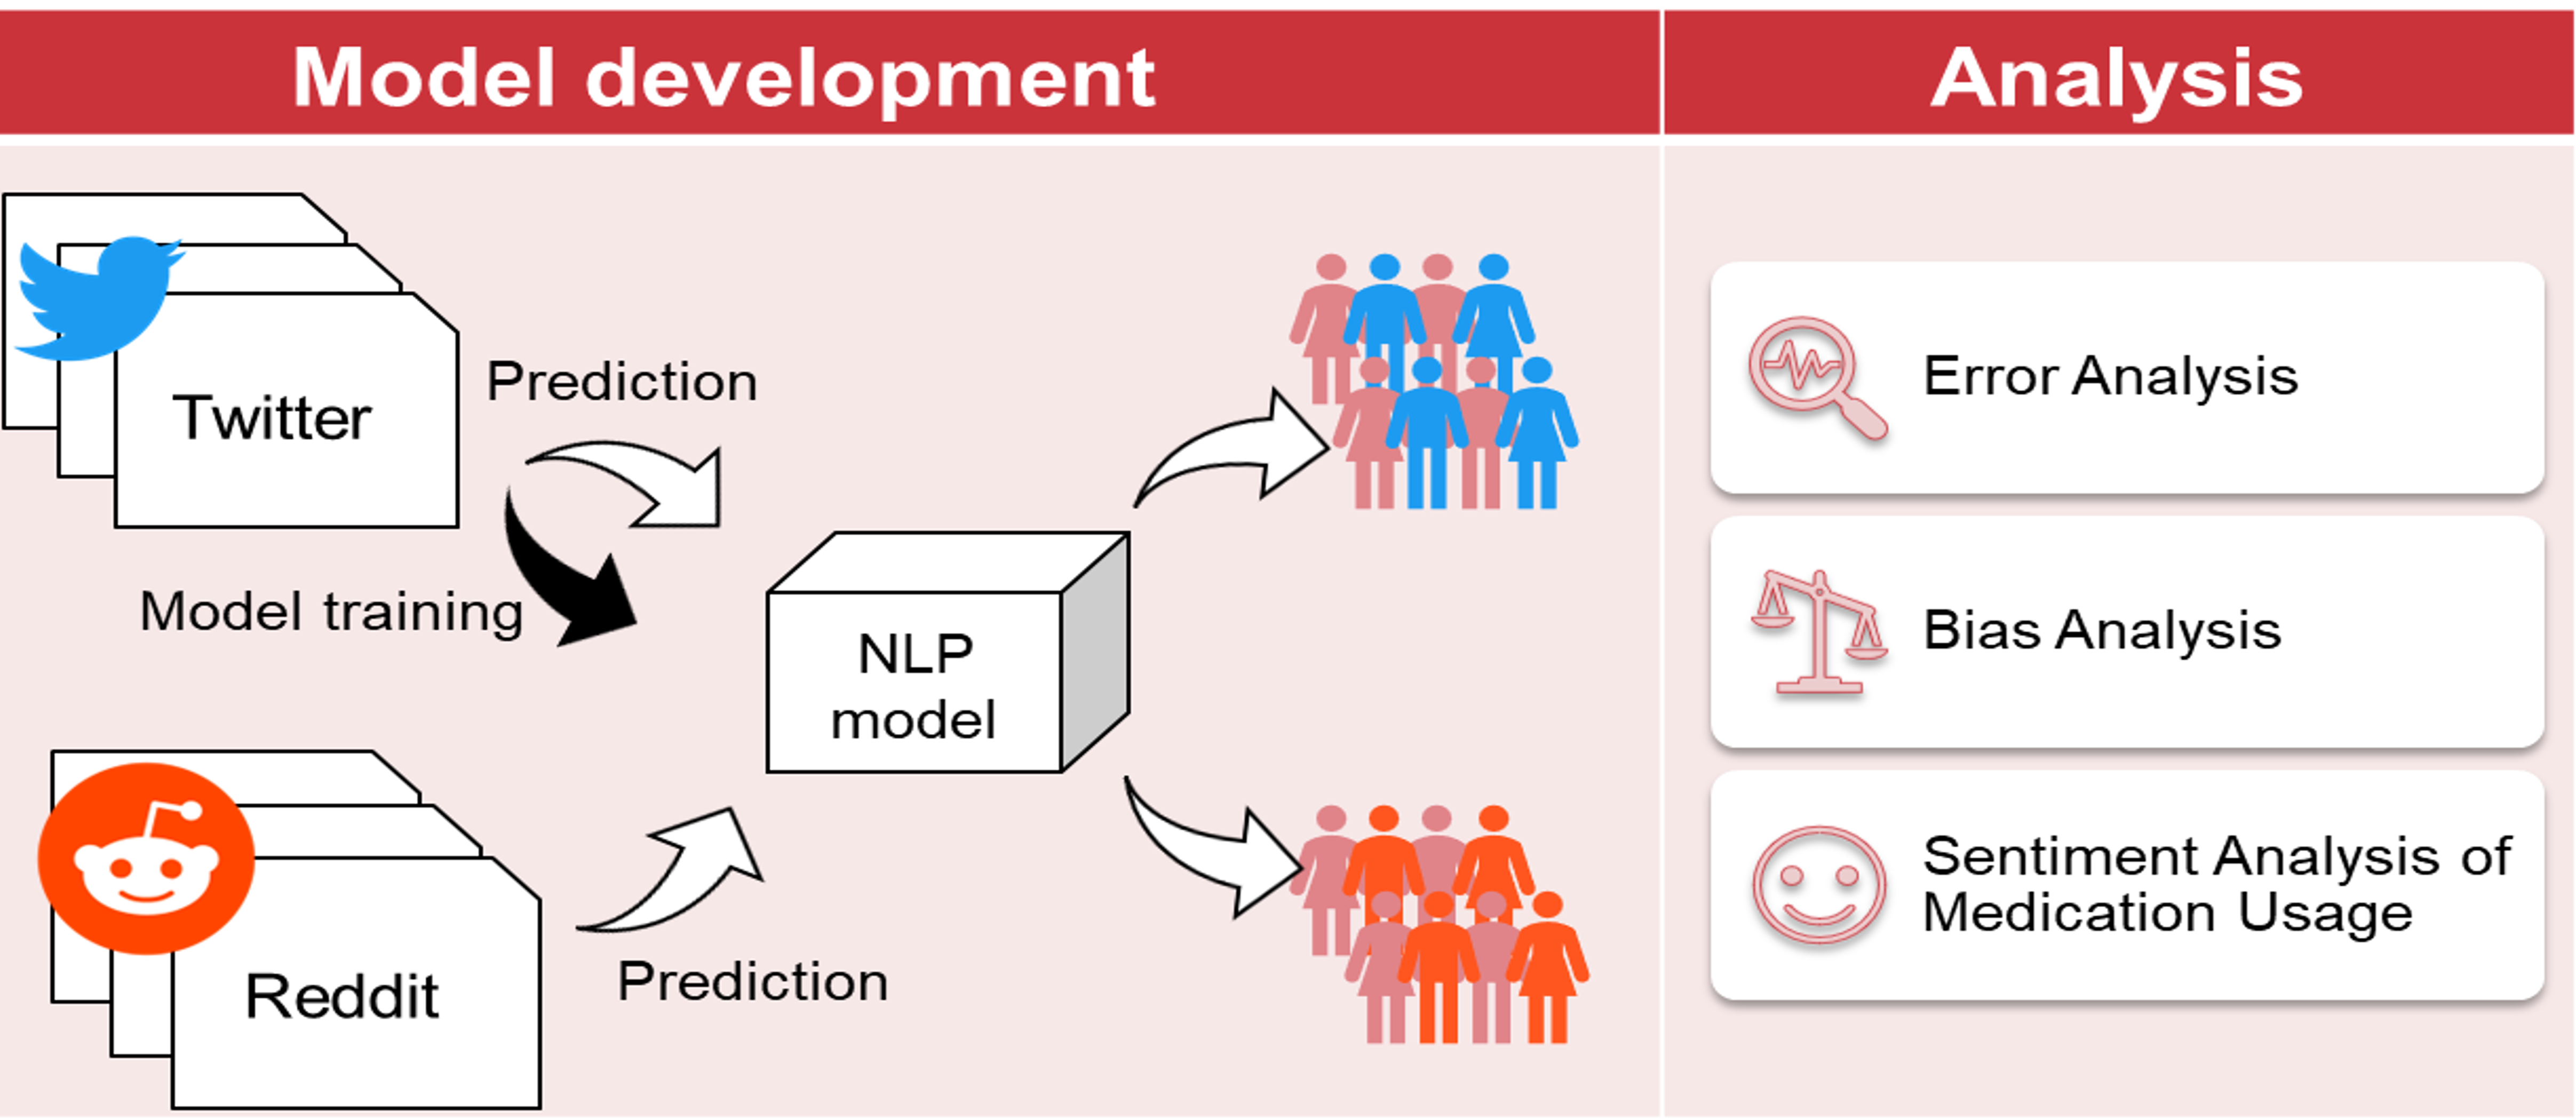 Model development
Analysis
Twitter
Prediction
Model training
NLP
model
Reddit
Prediction
Error Analysis
Bias Analysis
Sentiment Analysis of
Medication Usage